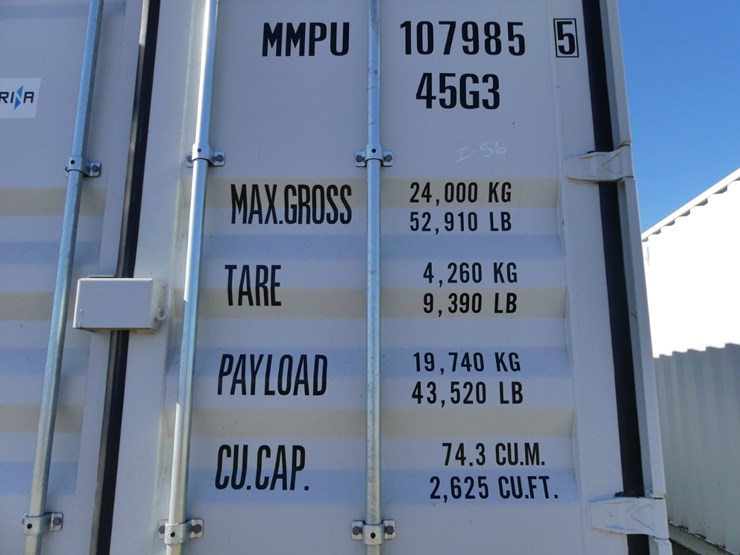 MMPU 107985 5
45G3
RINA
I-56
MAX.GROSS 24,000 KG
52,910 LB
TARE 4,260 KG
9,390 LB
PAYLOAD 19,740 KG
43,520 LB
CU.CAP. 74.3 CU.M.
2,625 CU.FT.